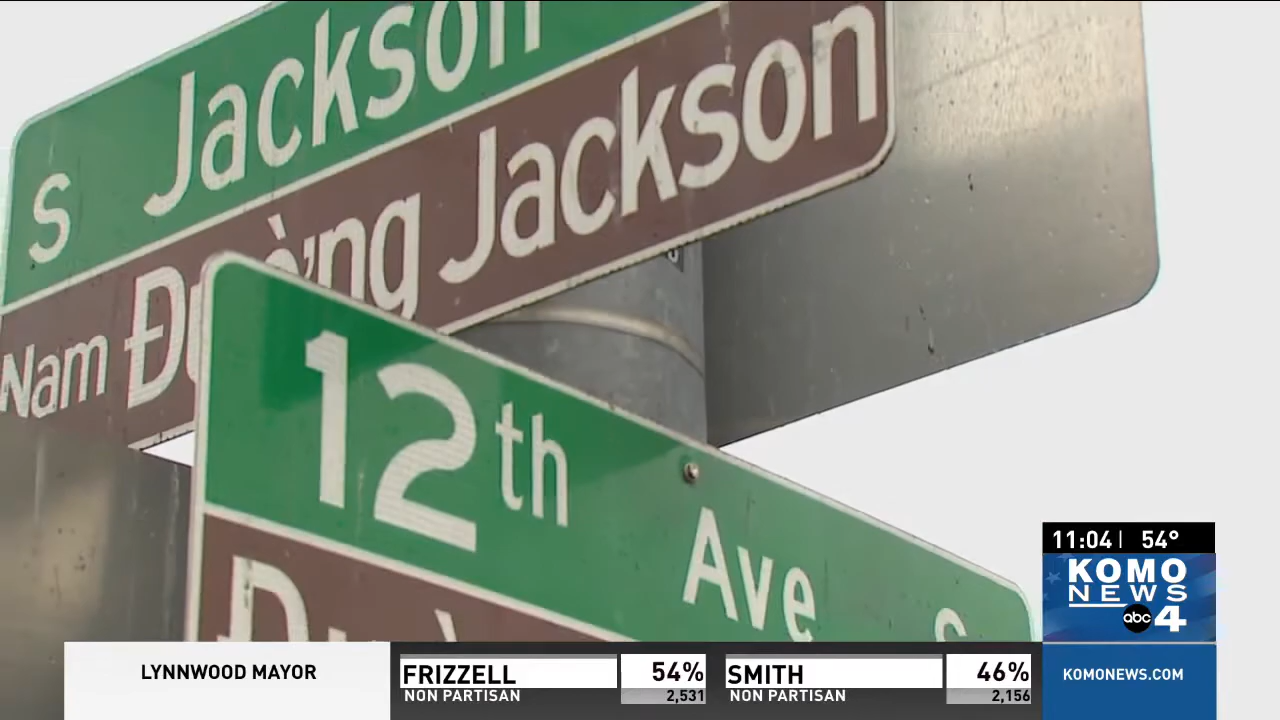 S Jackson
Nam Đường Jackson
12th Ave S
11:04 | 54°
KOMO
NEWS
abc 4
KOMONEWS.COM
LYNNWOOD MAYOR
FRIZZELL 54%
NON PARTISAN 2,531
SMITH 46%
NON PARTISAN 2,156